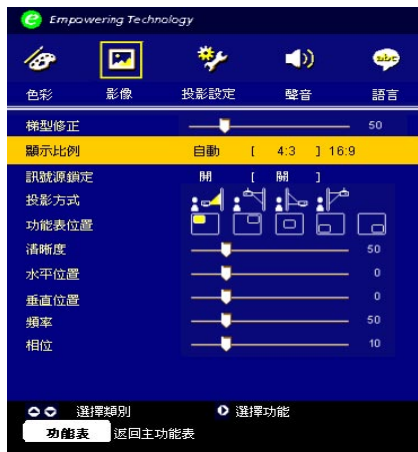 e Empowering Technology
色彩 影像 投影設定 聲音 語言
abc
梯型修正 50
顯示比例 自動 [ 4:3 ] 16:9
訊號源鎖定 開 [ 關 ]
投影方式
功能表位置
清晰度 50
水平位置 0
垂直位置 0
頻率 50
相位 10
選擇類別 選擇功能
功能表 返回主功能表